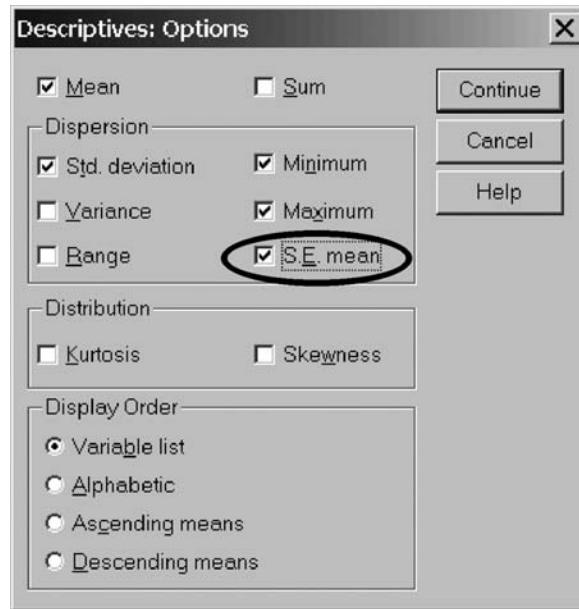 Descriptives: Options
Mean
Sum
Continue
Dispersion
Cancel
Std. deviation
Minimum
Help
Variance
Maximum
Range
S.E. mean
Distribution
Kurtosis
Skewness
Display Order
Variable list
Alphabetic
Ascending means
Descending means